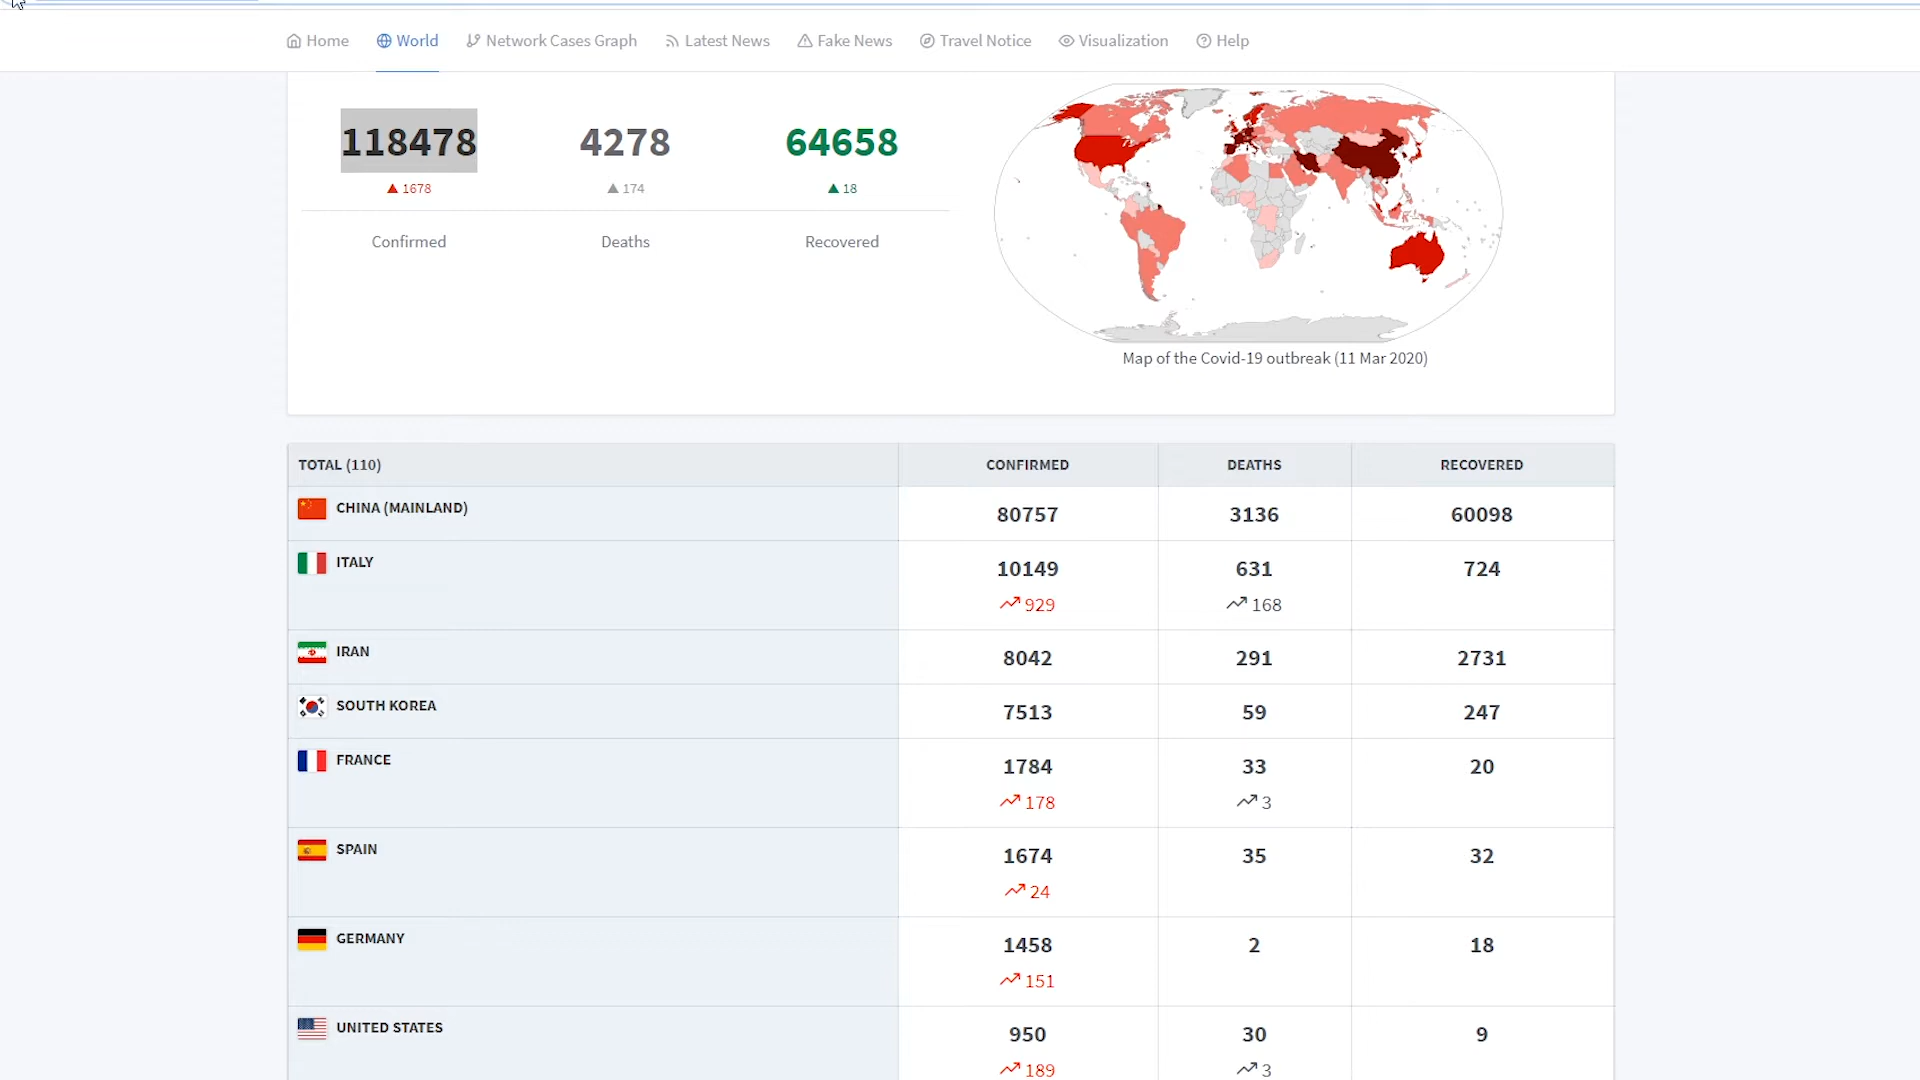 Home World Network Cases Graph Latest News Fake News Travel Notice Visualization Help
118478 4278 64658
1678 174 18
Confirmed Deaths Recovered
Map of the Covid-19 outbreak (11 Mar 2020)
TOTAL (110) CONFIRMED DEATHS RECOVERED
CHINA (MAINLAND) 80757 3136 60098
ITALY 10149 631 724
929 168
IRAN 8042 291 2731
SOUTH KOREA 7513 59 247
FRANCE 1784 33 20
178 3
SPAIN 1674 35 32
24
GERMANY 1458 2 18
151
UNITED STATES 950 30 9
189 3